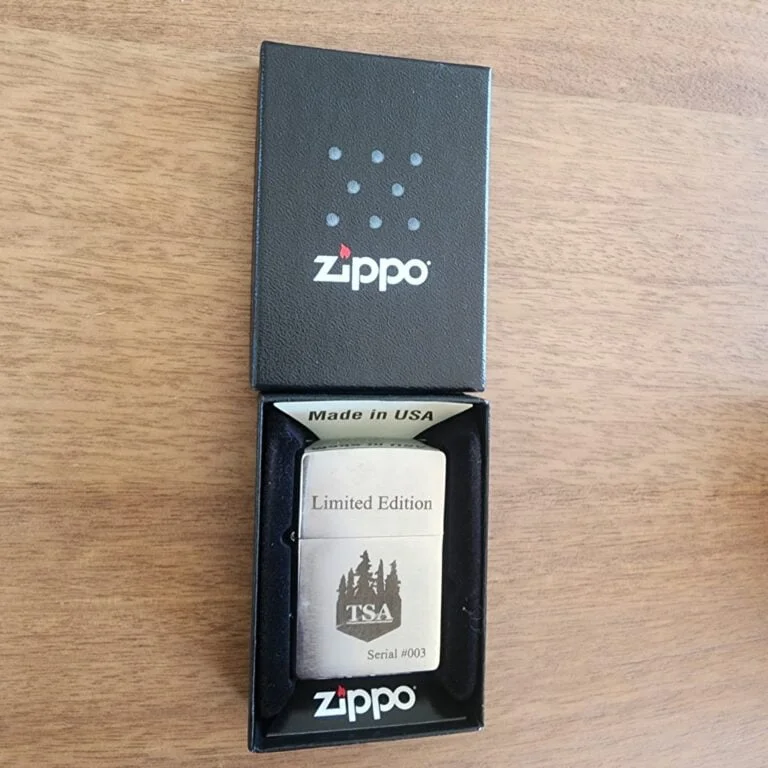 Zippo
Made in USA
Limited Edition
TSA
Serial #003
Zippo